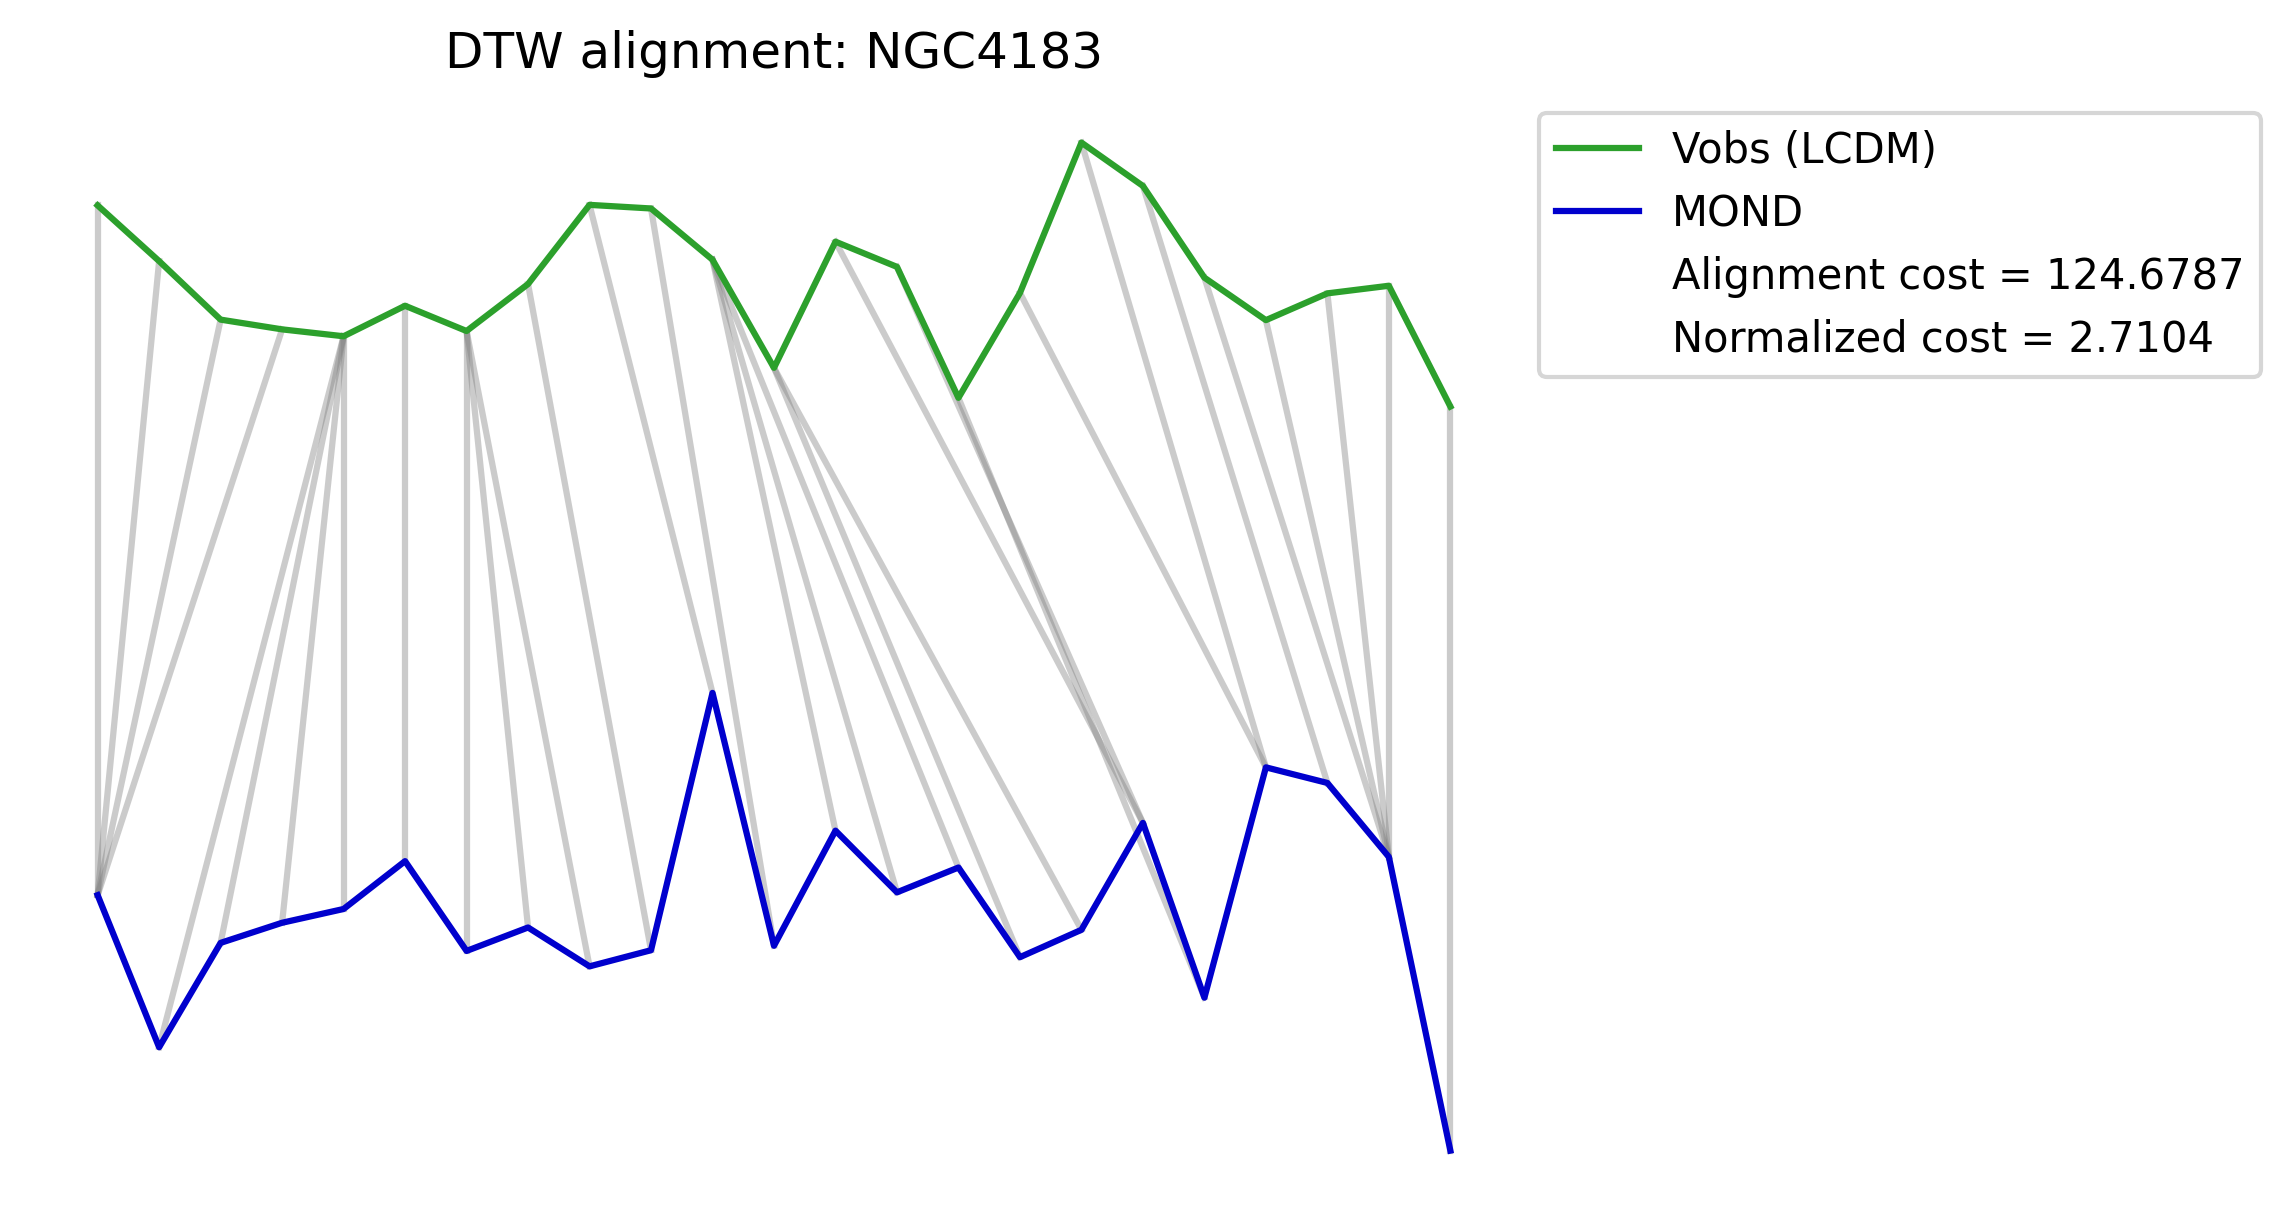 DTW alignment: NGC4183
Vobs (LCDM)
MOND
Alignment cost = 124.6787
Normalized cost = 2.7104